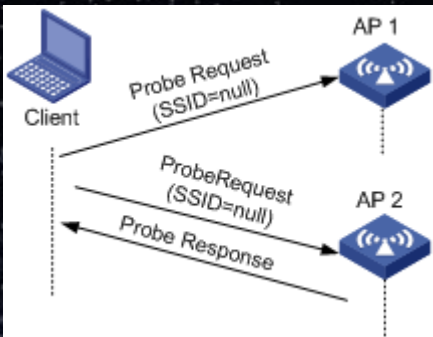 AP 1
Probe Request
(SSID=null)
Client
ProbeRequest
(SSID=null)
AP 2
Probe Response